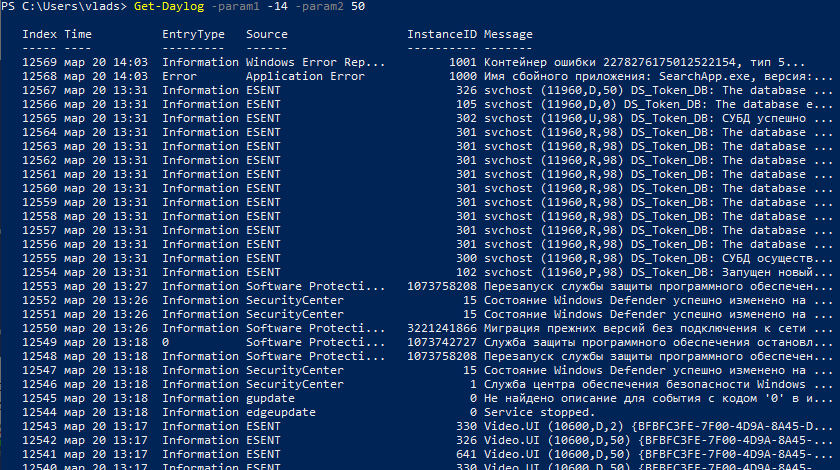 PS C:\Users\vlads> Get-Daylog -param1 -14 -param2 50
Index Time EntryType Source InstanceID Message
----- ---- --------- ------ ---------- -------
12569 мар 20 14:03 Information Windows Error Rep... 1001 Контейнер ошибки 2278276175012522154, тип 5...
12568 мар 20 14:03 Error Application Error 1000 Имя сбойного приложения: SearchApp.exe, версия:...
12567 мар 20 13:31 Information ESENT 326 svchost (11960,D,50) DS_Token_DB: The database ...
12566 мар 20 13:31 Information ESENT 105 svchost (11960,D,0) DS_Token_DB: The database e...
12565 мар 20 13:31 Information ESENT 302 svchost (11960,U,98) DS_Token_DB: СУБД успешно ...
12564 мар 20 13:31 Information ESENT 301 svchost (11960,R,98) DS_Token_DB: The database ...
12563 мар 20 13:31 Information ESENT 301 svchost (11960,R,98) DS_Token_DB: The database ...
12562 мар 20 13:31 Information ESENT 301 svchost (11960,R,98) DS_Token_DB: The database ...
12561 мар 20 13:31 Information ESENT 301 svchost (11960,R,98) DS_Token_DB: The database ...
12560 мар 20 13:31 Information ESENT 301 svchost (11960,R,98) DS_Token_DB: The database ...
12559 мар 20 13:31 Information ESENT 301 svchost (11960,R,98) DS_Token_DB: The database ...
12558 мар 20 13:31 Information ESENT 301 svchost (11960,R,98) DS_Token_DB: The database ...
12557 мар 20 13:31 Information ESENT 301 svchost (11960,R,98) DS_Token_DB: The database ...
12556 мар 20 13:31 Information ESENT 301 svchost (11960,R,98) DS_Token_DB: The database ...
12555 мар 20 13:31 Information ESENT 300 svchost (11960,R,98) DS_Token_DB: СУБД осуществ...
12554 мар 20 13:31 Information ESENT 102 svchost (11960,P,98) DS_Token_DB: Запущен новый...
12553 мар 20 13:27 Information Software Protecti... 1073758208 Перезапуск службы защиты программного обеспечен...
12552 мар 20 13:26 Information SecurityCenter 15 Состояние Windows Defender успешно изменено на ...
12551 мар 20 13:26 Information SecurityCenter 15 Состояние Windows Defender успешно изменено на ...
12550 мар 20 13:26 Information Software Protecti... 3221241866 Миграция прежних версий без подключения к сети ...
12549 мар 20 13:18 0 Software Protecti... 1073742727 Служба защиты программного обеспечения остановл...
12548 мар 20 13:18 Information Software Protecti... 1073758208 Перезапуск службы защиты программного обеспечен...
12547 мар 20 13:18 Information SecurityCenter 15 Состояние Windows Defender успешно изменено на ...
12546 мар 20 13:18 Information SecurityCenter 1 Служба центра обеспечения безопасности Windows ...
12545 мар 20 13:18 Information gupdate 0 Не найдено описание для события с кодом '0' в и...
12544 мар 20 13:18 Information edgeupdate 0 Service stopped.
12543 мар 20 13:17 Information ESENT 330 Video.UI (10600,D,2) {BFBFC3FE-7F00-4D9A-8A45-D...
12542 мар 20 13:17 Information ESENT 326 Video.UI (10600,D,50) {BFBFC3FE-7F00-4D9A-8A45-...
12541 мар 20 13:17 Information ESENT 641 Video.UI (10600,D,50) {BFBFC3FE-7F00-4D9A-8A45-...
12540 мар 20 13:17 Information ESENT 330 Video.UI (10600,D,50) {BFBFC3FE-7F00-4D9A-8A45-...